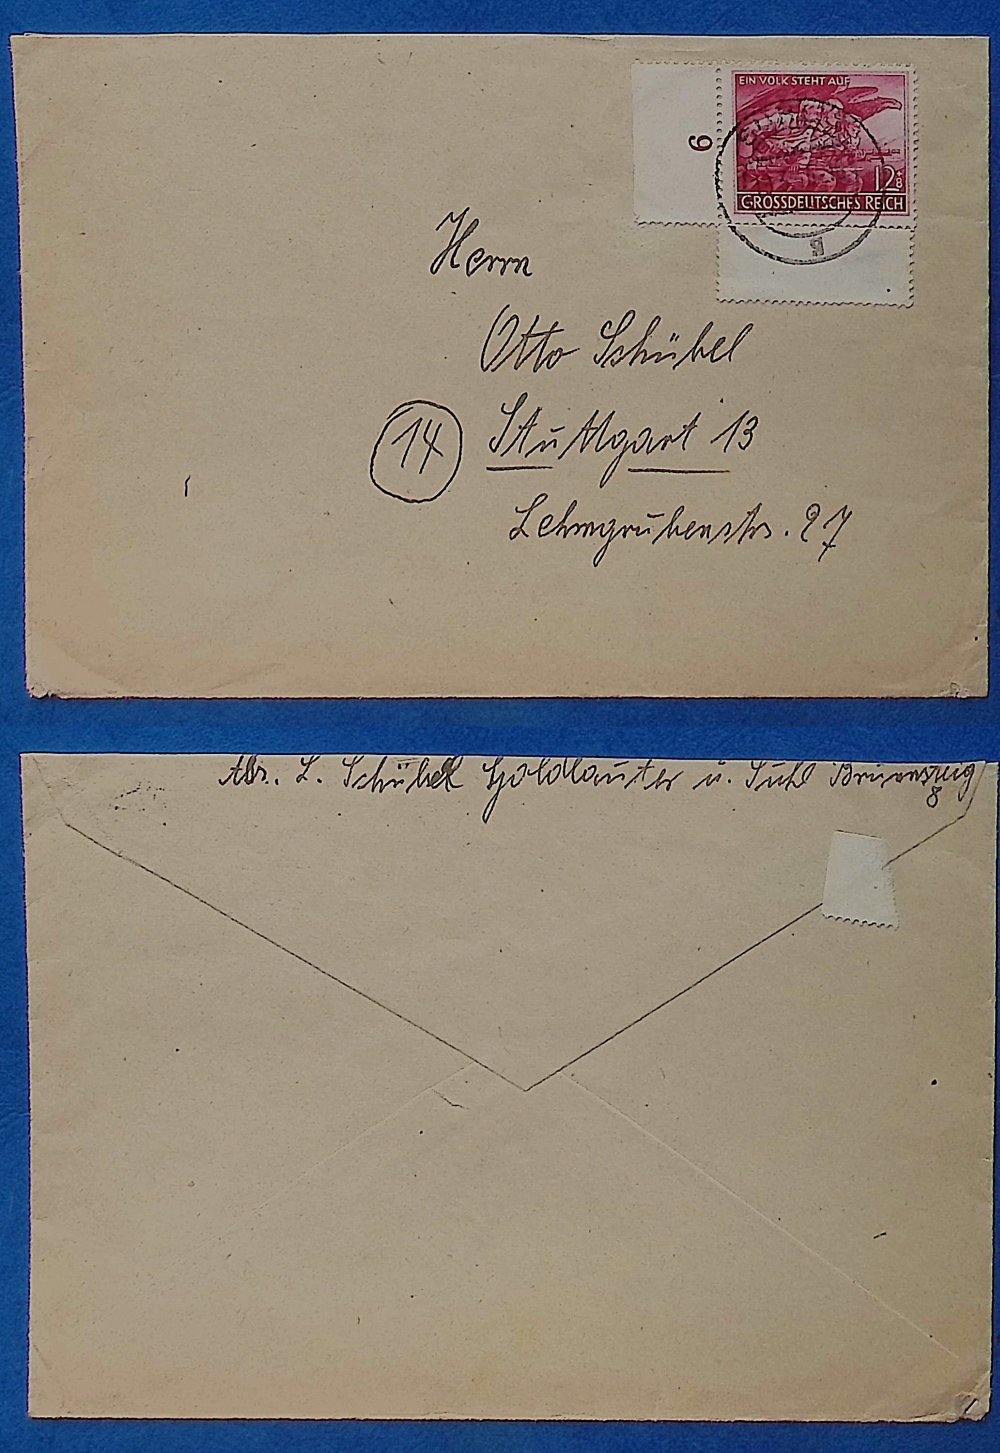 EIN VOLK STEHT AUF
6
12+8
GROSSDEUTSCHES REICH
g
Herrn
Otto Schübel
14 Stuttgart 13
Lehmgrubenstr. 27
Abs. L. Schübel Goldlauter ü. Suhl
8